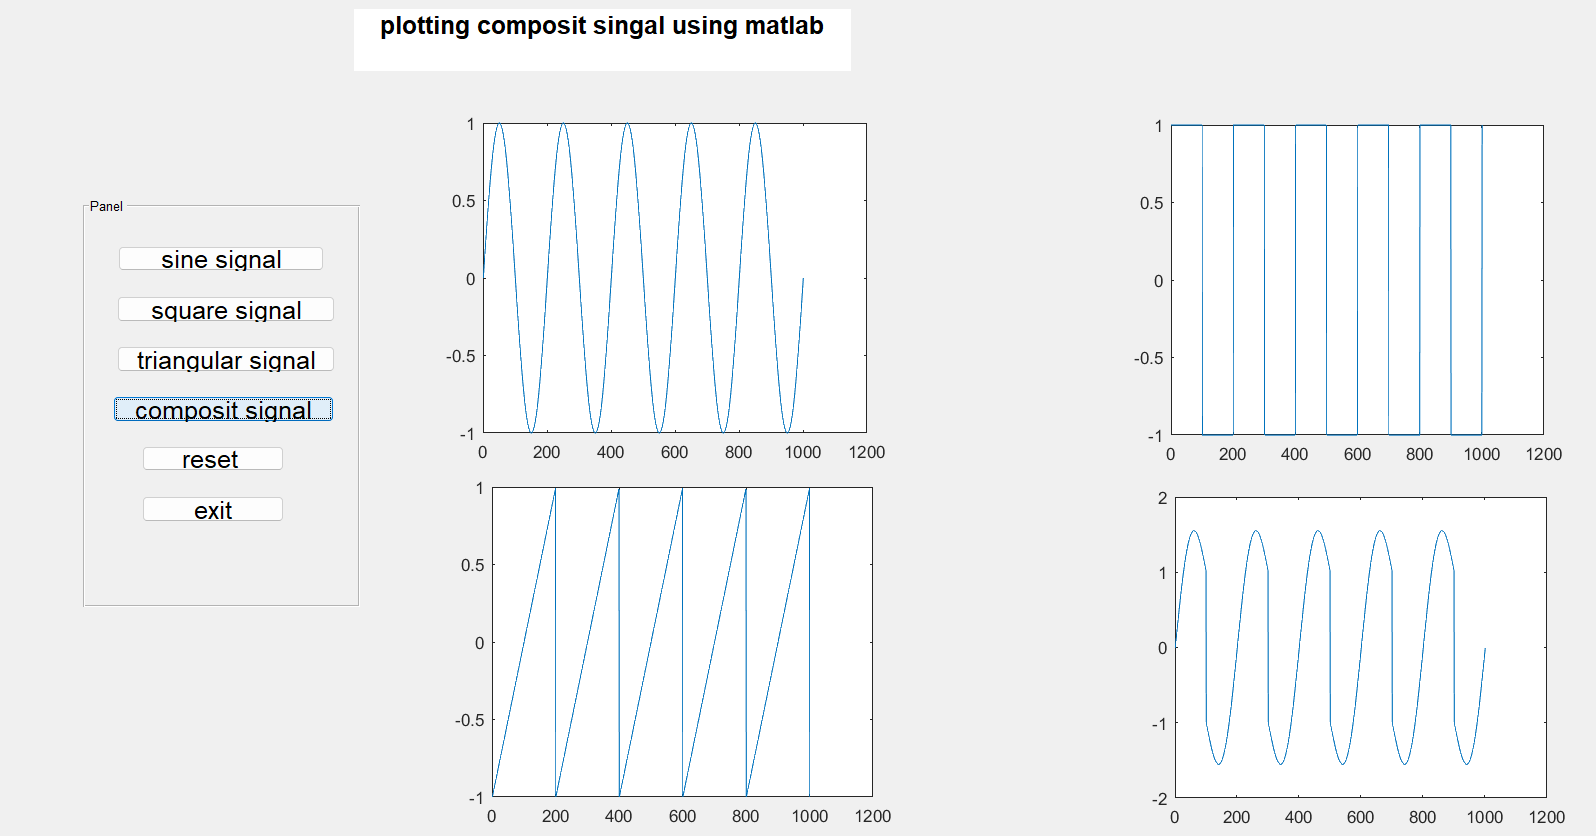 plotting composit singal using matlab
Panel
sine signal
square signal
triangular signal
composit signal
reset
exit
1
0.5
0
-0.5
-1
0 200 400 600 800 1000 1200
1
0.5
0
-0.5
-1
0 200 400 600 800 1000 1200
1
0.5
0
-0.5
-1
0 200 400 600 800 1000 1200
2
1
0
-1
-2
0 200 400 600 800 1000 1200